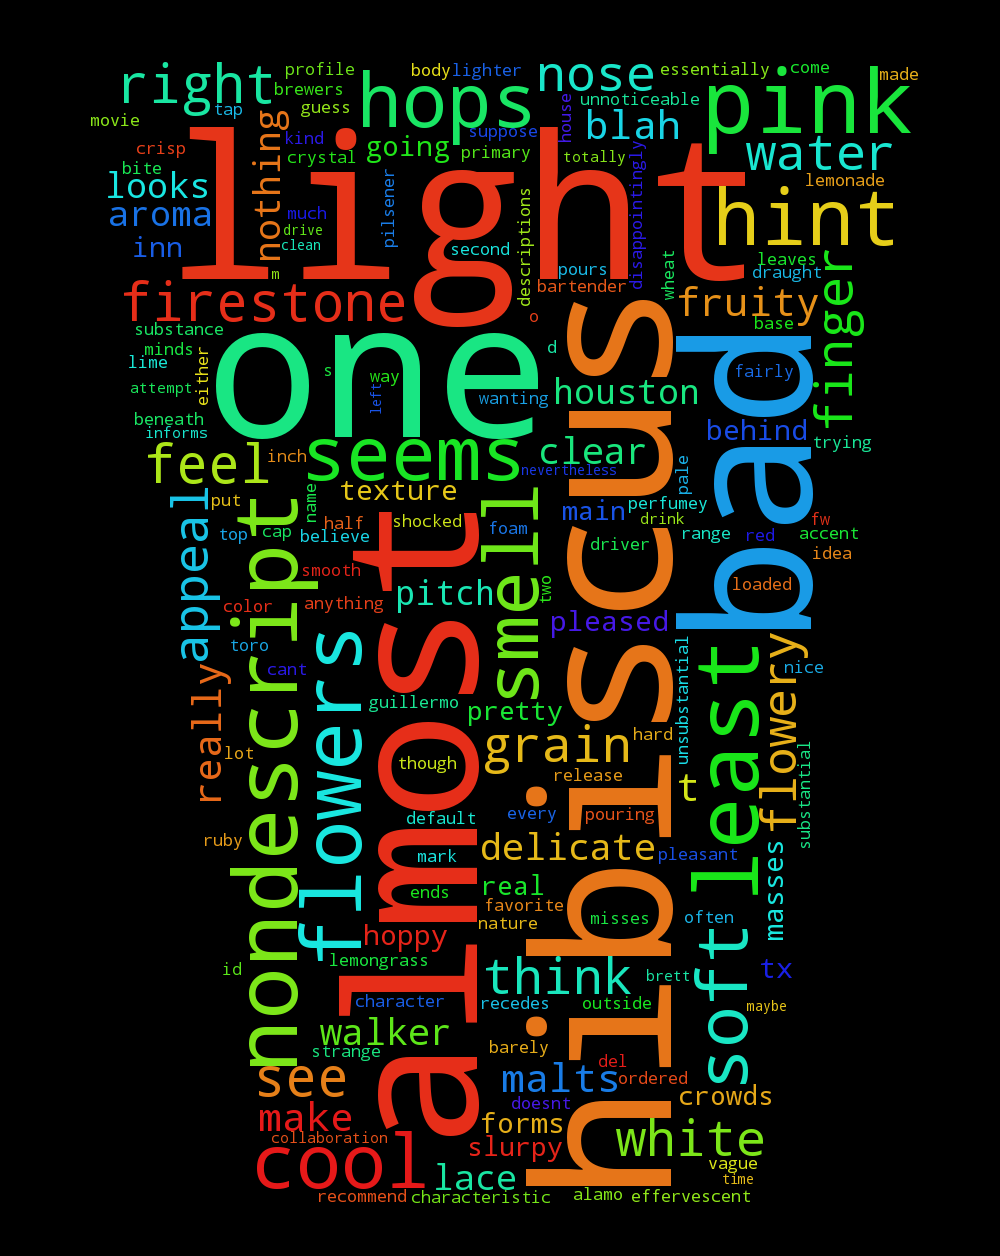 right
profile
body
lighter
nose
essentially
come
made
brewers
hops
unnoticeable
pink
tap
guess
movie
house
blah
suppose
kind
going
primary
totally
water
crisp
crystal
bite
looks
nothing
light
pilsener
disappointingly
lemonade
aroma
much
drive
clean
descriptions
hint
inn
second
wheat
leaves
m
pours
draught
bartender
firestone
fruity
finger
substance
o
base
minds
one
d
lime
either
s
way
left
fairly
attempt
wanting
houston
bad
beneath
behind
informs
seems
clear
trying
feel
inch
nevertheless
pale
texture
main
perfumey
put
name
half
shocked
smell
foam
drink
fw
top
cap
believe
range
red
accent
appeal
nondescript
driver
idea
smooth
loaded
color
anything
pitch
two
pleased
toro
flowers
almost
hibiscus
unsubstantial
least
flowery
nice
cant
really
guillermo
pretty
lot
grain
hard
substantial
though
release
t
default
every
pouring
ruby
mark
delicate
pleasant
masses
ends
real
favorite
misses
often
nature
hoppy
soft
id
lemongrass
think
brett
tx
character
recedes
outside
maybe
walker
strange
barely
see
malts
del
ordered
make
doesnt
crowds
forms
collaboration
slurpy
white
cool
lace
vague
time
recommend
characteristic
alamo
effervescent